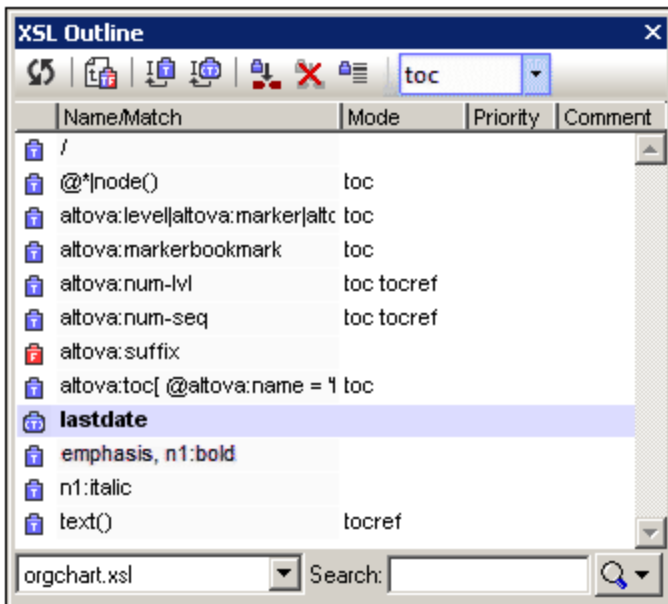 XSL Outline
toc
Name/Match Mode Priority Comment
/
@*|node() toc
altova:level|altova:marker|altc toc
altova:markerbookmark toc
altova:num-lvl toc tocref
altova:num-seq toc tocref
altova:suffix
altova:toc[ @altova:name = toc
lastdate
emphasis, n1:bold
n1:italic
text() tocref
orgchart.xsl Search: